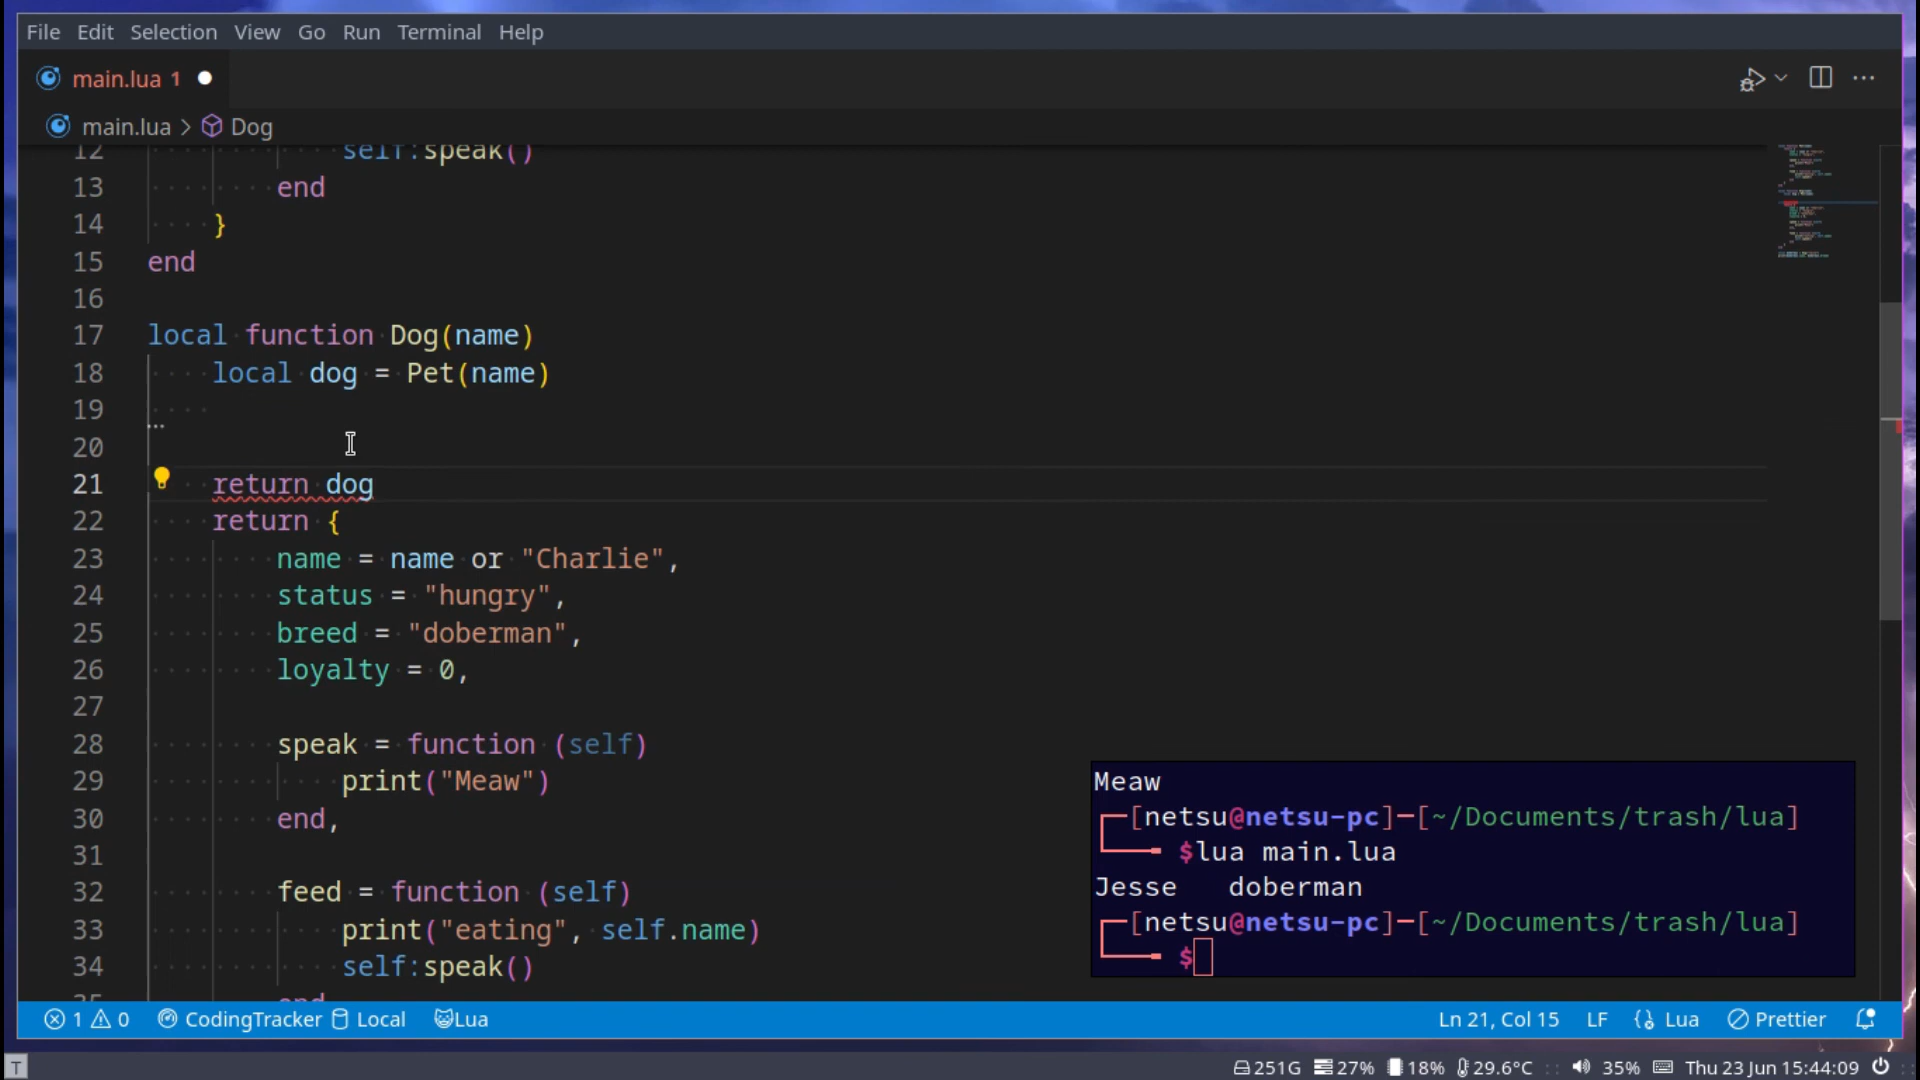 File Edit Selection View Go Run Terminal Help
main.lua 1
main.lua > Dog
12 self:speak()
13 end
14 }
15 end
16
17 local function Dog(name)
18 local dog = Pet(name)
19
20
21 return dog
22 return {
23 name = name or "Charlie",
24 status = "hungry",
25 breed = "doberman",
26 loyalty = 0,
27
28 speak = function (self)
29 print("Meaw")
30 end,
31
32 feed = function (self)
33 print("eating", self.name)
34 self:speak()
35 end
Meaw
[netsu@netsu-pc]-[~/Documents/trash/lua]
$lua main.lua
Jesse doberman
[netsu@netsu-pc]-[~/Documents/trash/lua]
$
1 0 CodingTracker Local Lua Ln 21, Col 15 LF Lua Prettier
T 251G 27% 18% 29.6°C 35% Thu 23 Jun 15:44:09